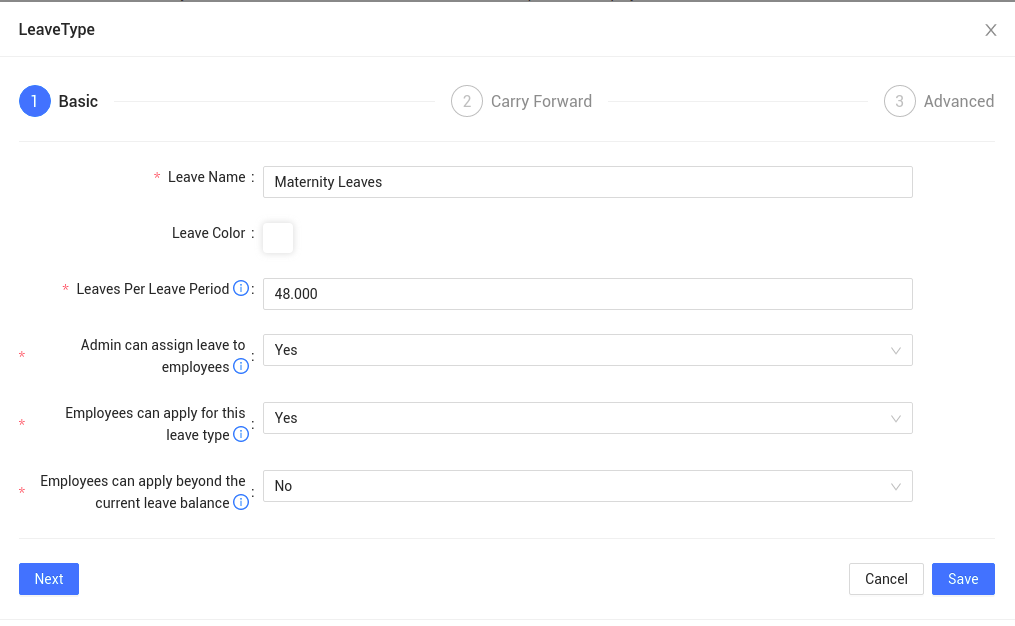 LeaveType
1 Basic
2 Carry Forward
3 Advanced
* Leave Name :
Maternity Leaves
Leave Color :
* Leaves Per Leave Period :
48.000
* Admin can assign leave to
employees :
Yes
* Employees can apply for this
leave type :
Yes
* Employees can apply beyond the
current leave balance :
No
Next
Cancel
Save